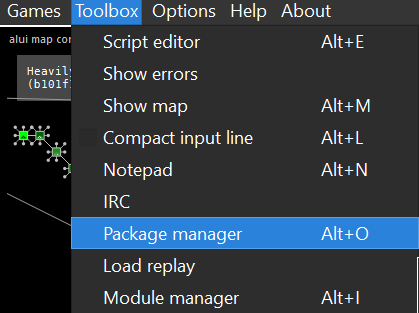 Games Toolbox Options Help About
alui map con
Script editor Alt+E
Show errors
Heavily
(b101f
Show map Alt+M
Compact input line Alt+L
Notepad Alt+N
IRC
Package manager Alt+O
Load replay
Module manager Alt+I